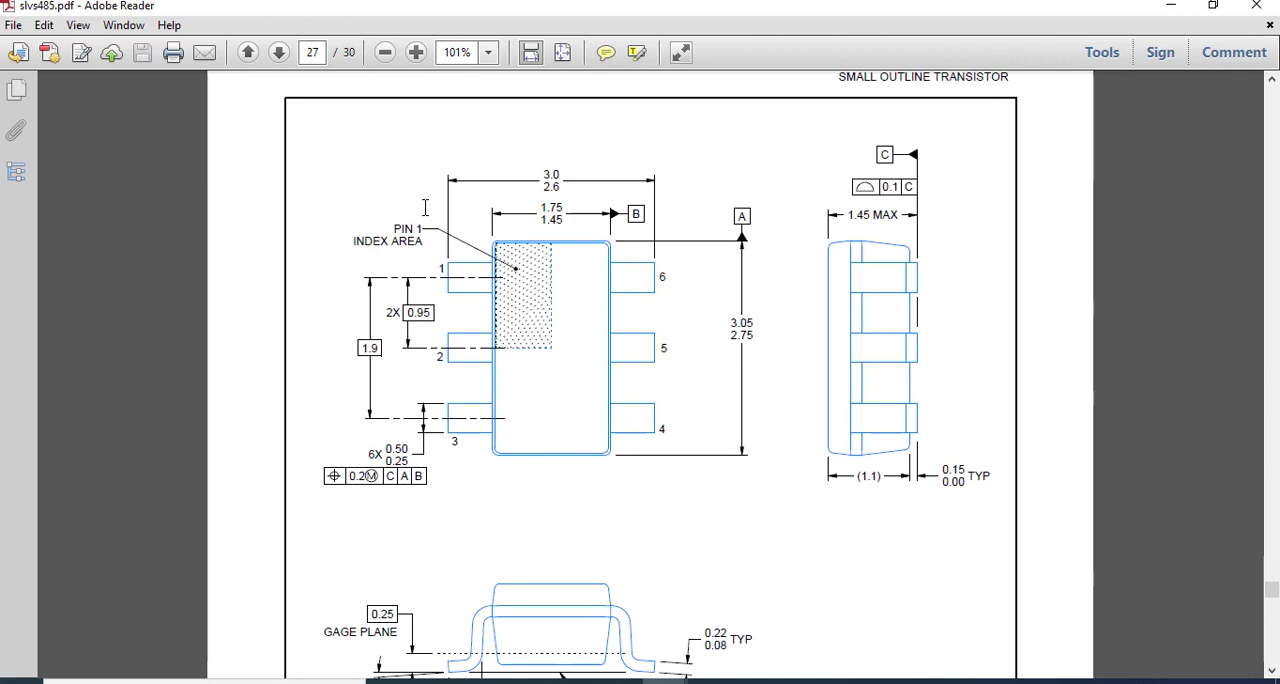 slvs485.pdf - Adobe Reader
File Edit View Window Help
27 / 30 101% Tools Sign Comment
SMALL OUTLINE TRANSISTOR
C
3.0
2.6
0.1 C
1.75
1.45
B
A
1.45 MAX
PIN 1
INDEX AREA
1
6
2X 0.95
3.05
2.75
1.9
2
5
3
4
6X 0.50
0.25
0.2Ⓜ C A B
(1.1)
0.15
0.00 TYP
0.25
GAGE PLANE
0.22
0.08 TYP